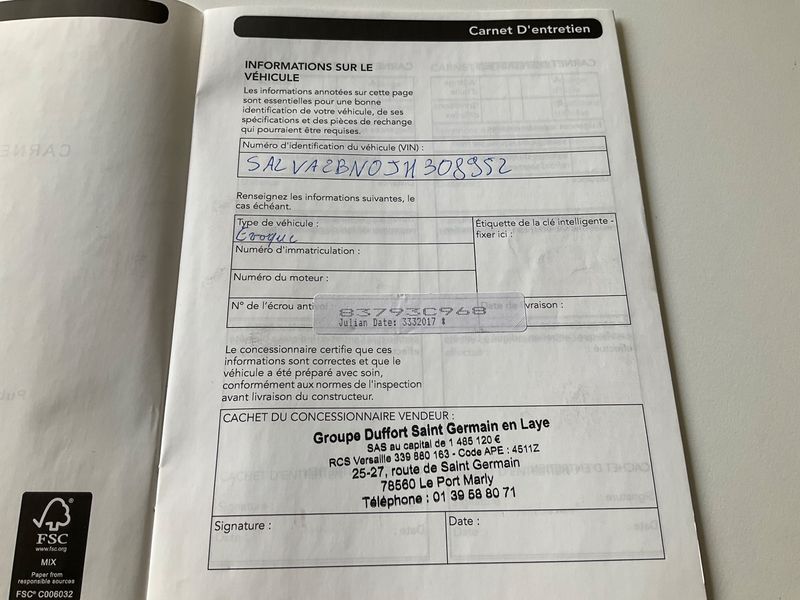 Carnet D'entretien
INFORMATIONS SUR LE
VÉHICULE
Les informations annotées sur cette page
sont essentielles pour une bonne
identification de votre véhicule, de ses
spécifications et des pièces de rechange
qui pourraient être requises.
Numéro d'identification du véhicule (VIN) :
SALVA2BN0JH308952
Renseignez les informations suivantes, le
cas échéant.
Type de véhicule :
Evoque
Étiquette de la clé intelligente -
fixer ici :
Numéro d'immatriculation :
Numéro du moteur :
N° de l'écrou
Date de livraison :
83793C968
Julian Date: 3332017 *
Le concessionnaire certifie que ces
informations sont correctes et que le
véhicule a été préparé avec soin,
conformément aux normes de l'inspection
avant livraison du constructeur.
CACHET DU CONCESSIONNAIRE VENDEUR :
Groupe Duffort Saint Germain en Laye
SAS au capital de 1 485 120 €
RCS Versaille 339 880 163 - Code APE : 4511Z
25-27, route de Saint Germain
78560 Le Port Marly
Téléphone : 01 39 58 80 71
Signature :
Date :
FSC
www.fsc.org
MIX
Paper from
responsible sources
FSC® C006032